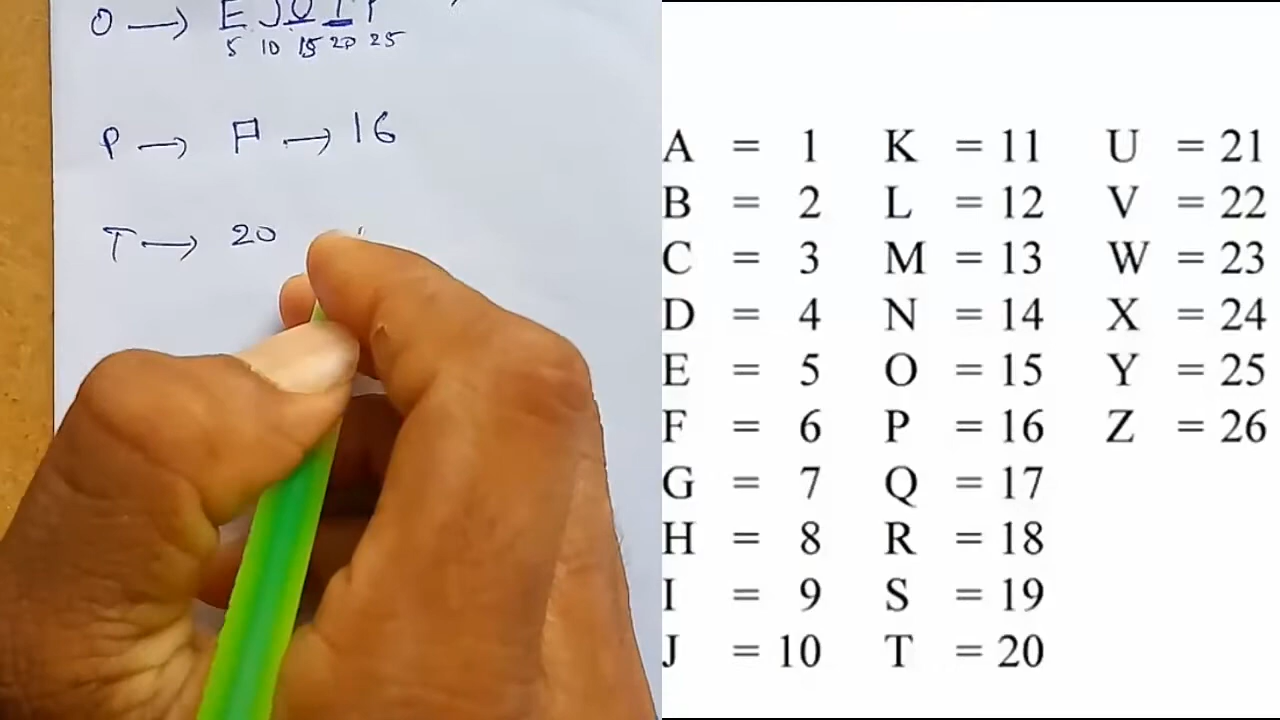 O → E J O T Y
5 10 15 20 25
P → P → 16
T → 20
A = 1 K = 11 U = 21
B = 2 L = 12 V = 22
C = 3 M = 13 W = 23
D = 4 N = 14 X = 24
E = 5 O = 15 Y = 25
F = 6 P = 16 Z = 26
G = 7 Q = 17
H = 8 R = 18
I = 9 S = 19
J = 10 T = 20